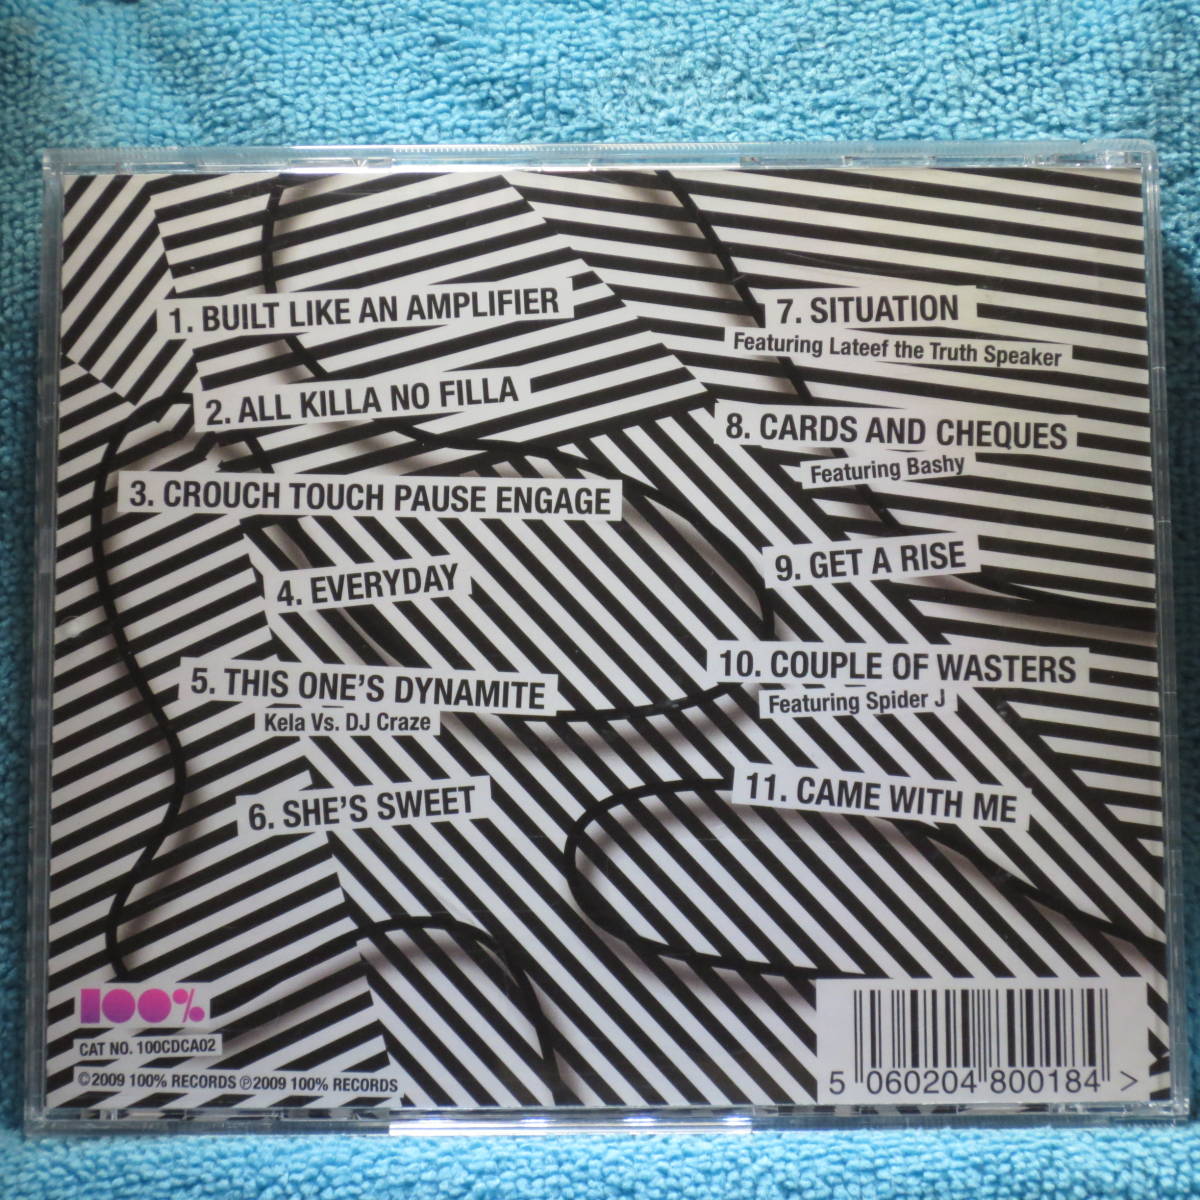 1. BUILT LIKE AN AMPLIFIER
2. ALL KILLA NO FILLA
3. CROUCH TOUCH PAUSE ENGAGE
4. EVERYDAY
5. THIS ONE'S DYNAMITE
Kela Vs. DJ Craze
6. SHE'S SWEET
7. SITUATION
Featuring Lateef the Truth Speaker
8. CARDS AND CHEQUES
Featuring Bashy
9. GET A RISE
10. COUPLE OF WASTERS
Featuring Spider J
11. CAME WITH ME
100%
CAT NO. 100CDCA02
©2009 100% RECORDS ℗2009 100% RECORDS
5 060204 800184 >